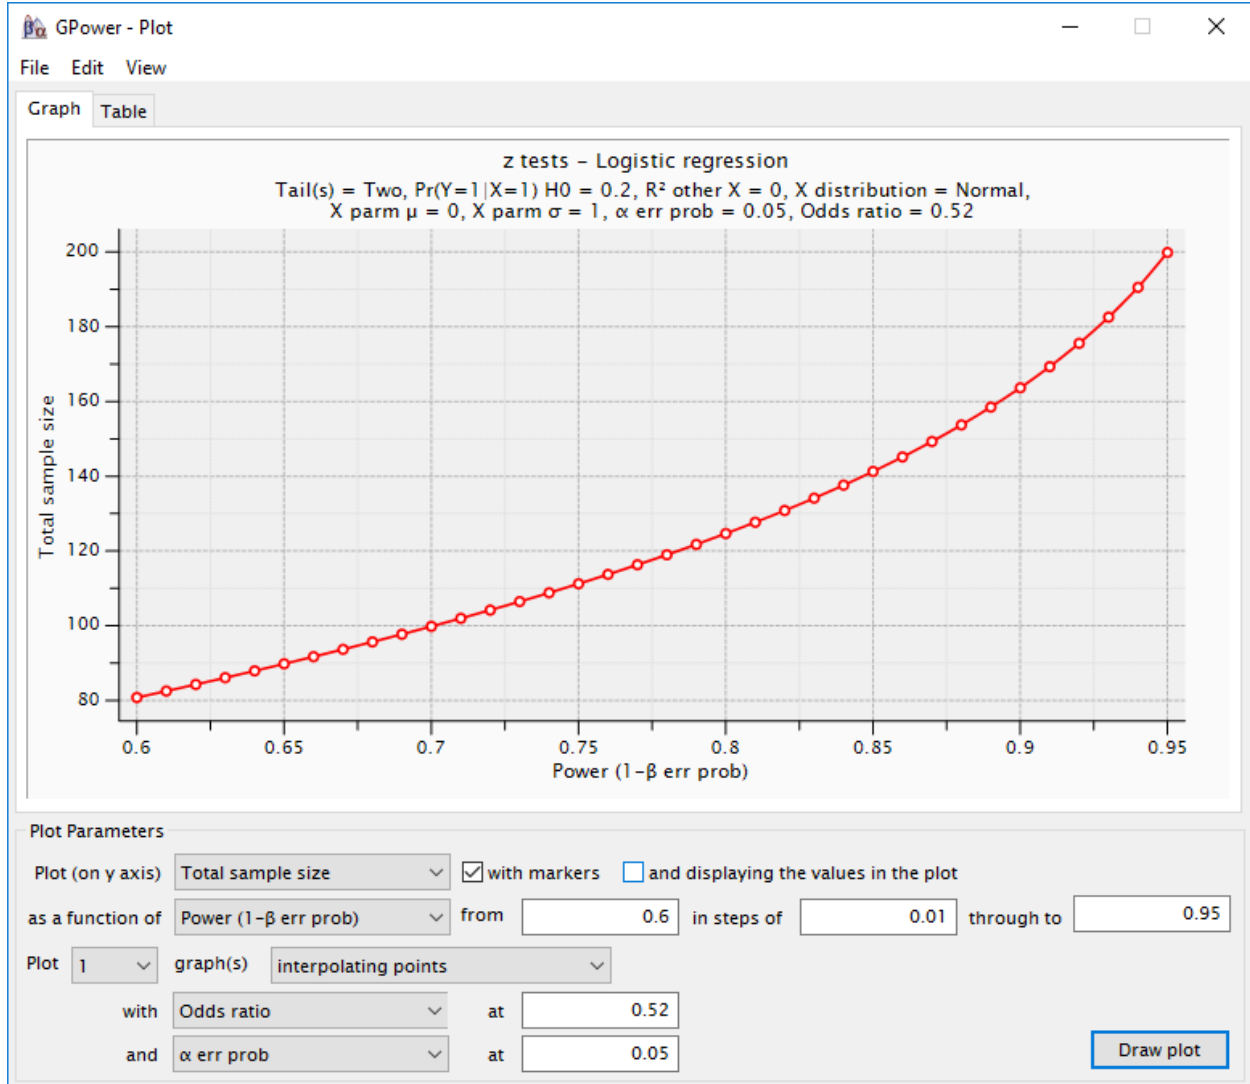 GPower - Plot
File Edit View
Graph Table
z tests – Logistic regression
Tail(s) = Two, Pr(Y=1|X=1) H0 = 0.2, R² other X = 0, X distribution = Normal,
X parm μ = 0, X parm σ = 1, α err prob = 0.05, Odds ratio = 0.52
Total sample size
200
180
160
140
120
100
80
0.6 0.65 0.7 0.75 0.8 0.85 0.9 0.95
Power (1-β err prob)
Plot Parameters
Plot (on y axis) Total sample size with markers and displaying the values in the plot
as a function of Power (1-β err prob) from 0.6 in steps of 0.01 through to 0.95
Plot 1 graph(s) interpolating points
with Odds ratio at 0.52
and α err prob at 0.05 Draw plot